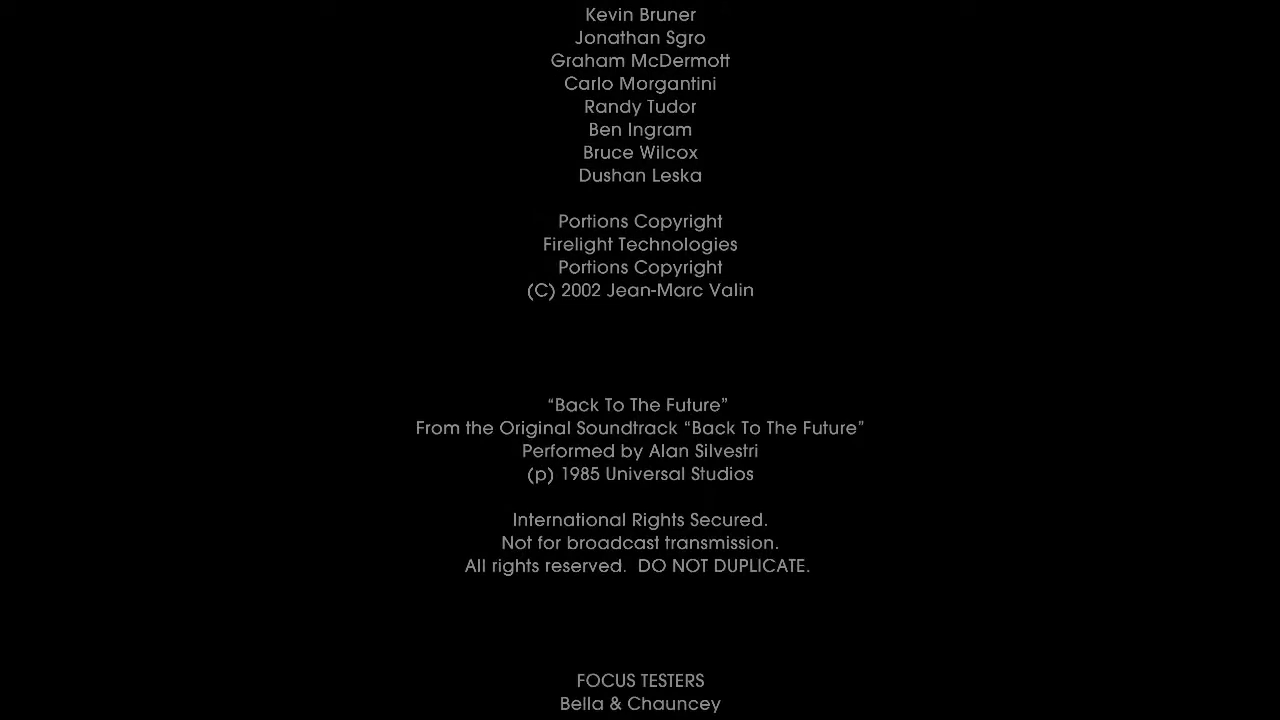 Kevin Bruner
Jonathan Sgro
Graham McDermott
Carlo Morgantini
Randy Tudor
Ben Ingram
Bruce Wilcox
Dushan Leska
Portions Copyright
Firelight Technologies
Portions Copyright
(C) 2002 Jean-Marc Valin
“Back To The Future”
From the Original Soundtrack “Back To The Future”
Performed by Alan Silvestri
(p) 1985 Universal Studios
International Rights Secured.
Not for broadcast transmission.
All rights reserved.  DO NOT DUPLICATE.
FOCUS TESTERS
Bella & Chauncey